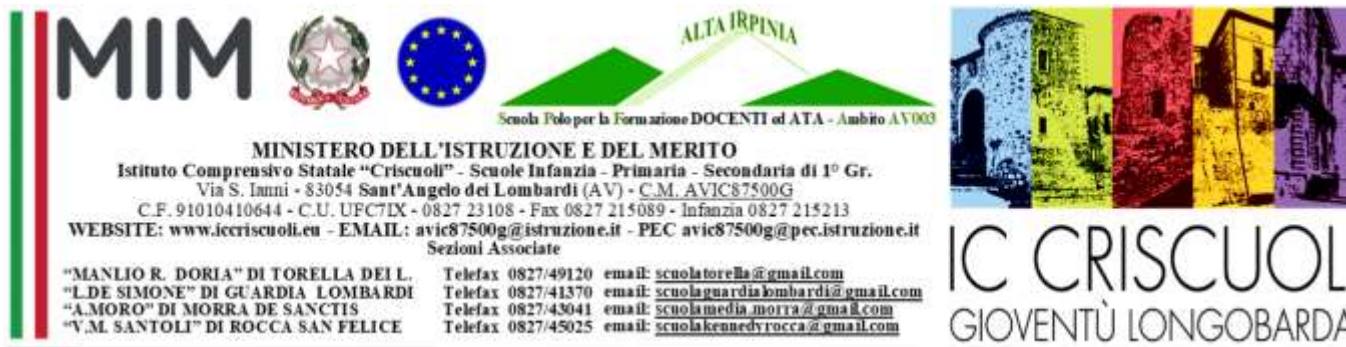 MIM
ALTA IRPINIA
Scuola Polo per la Formazione DOCENTI ed ATA - Ambito AV003
MINISTERO DELL'ISTRUZIONE E DEL MERITO
Istituto Comprensivo Statale “Criscuoli” - Scuole Infanzia - Primaria - Secondaria di 1° Gr.
Via S. Ianni - 83054 Sant'Angelo dei Lombardi (AV) - C.M. AVIC87500G
C.F. 91010410644 - C.U. UFC7IX - 0827 23108 - Fax 0827 215089 - Infanzia 0827 215213
WEBSITE: www.iccriscuoli.eu - EMAIL: avic87500g@istruzione.it - PEC avic87500g@pec.istruzione.it
Sezioni Associate
“MANLIO R. DORIA” DI TORELLA DEI L. Telefax 0827/49120 email: scuolatorella@gmail.com
“L.DE SIMONE” DI GUARDIA LOMBARDI Telefax 0827/41370 email: scuolaguardialombardi@gmail.com
“A.MORO” DI MORRA DE SANCTIS Telefax 0827/43041 email: scuolamedia.morra@gmail.com
“V.M. SANTOLI” DI ROCCA SAN FELICE Telefax 0827/45025 email: scuolakennedyrocca@gmail.com
IC CRISCUOL
GIOVENTÙ LONGOBARDA